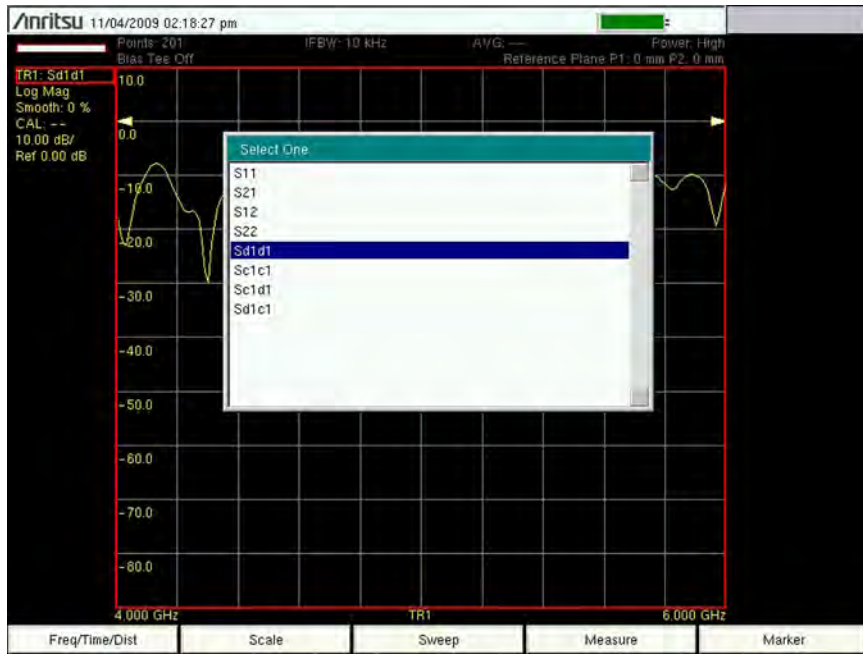 Anritsu 11/04/2009 02:18:27 pm
Points: 201 IFBW: 10 kHz AVG: -- Power: High
Bias Tee Off Reference Plane P1: 0 mm P2: 0 mm
TR1: Sd1d1
Log Mag
Smooth: 0 %
CAL: --
10.00 dB/
Ref 0.00 dB
10.0
0.0
-10.0
-20.0
-30.0
-40.0
-50.0
-60.0
-70.0
-80.0
Select One
S11
S21
S12
S22
Sd1d1
Sc1c1
Sc1d1
Sd1c1
4.000 GHz TR1 6.000 GHz
Freq/Time/Dist Scale Sweep Measure Marker